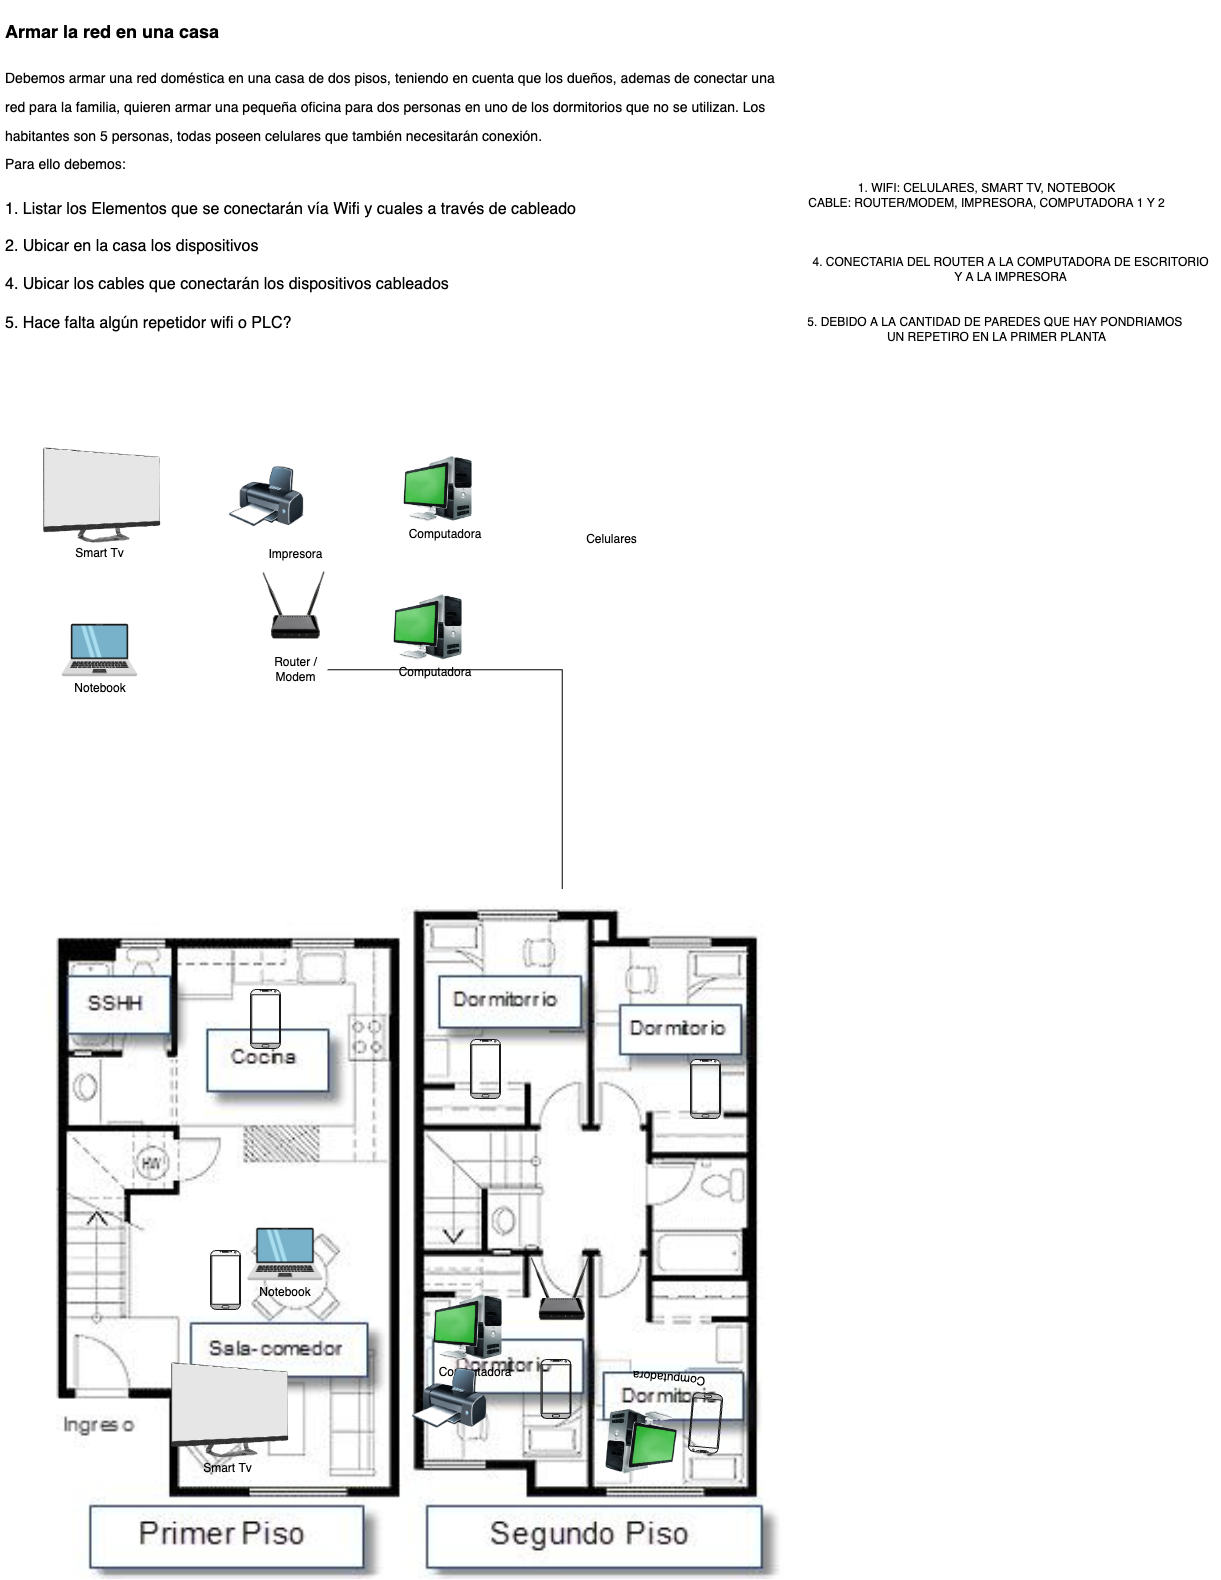 Armar la red en una casa
Debemos armar una red doméstica en una casa de dos pisos, teniendo en cuenta que los dueños, ademas de conectar una
red para la familia, quieren armar una pequeña oficina para dos personas en uno de los dormitorios que no se utilizan. Los
habitantes son 5 personas, todas poseen celulares que también necesitarán conexión.
Para ello debemos:
1. Listar los Elementos que se conectarán vía Wifi y cuales a través de cableado
2. Ubicar en la casa los dispositivos
4. Ubicar los cables que conectarán los dispositivos cableados
5. Hace falta algún repetidor wifi o PLC?
1. WIFI: CELULARES, SMART TV, NOTEBOOK
CABLE: ROUTER/MODEM, IMPRESORA, COMPUTADORA 1 Y 2
4. CONECTARIA DEL ROUTER A LA COMPUTADORA DE ESCRITORIO
Y A LA IMPRESORA
5. DEBIDO A LA CANTIDAD DE PAREDES QUE HAY PONDRIAMOS
UN REPETIRO EN LA PRIMER PLANTA
Smart Tv
Impresora
Computadora
Celulares
Notebook
Router /
Modem
Computadora
SSHH
Cocina
HW
Notebook
Sala-comedor
Ingreso
Smart Tv
Primer Piso
Dormitorrio
Dormitorio
Dormitorio
Computadora
Computadora
Dormitorio
Segundo Piso